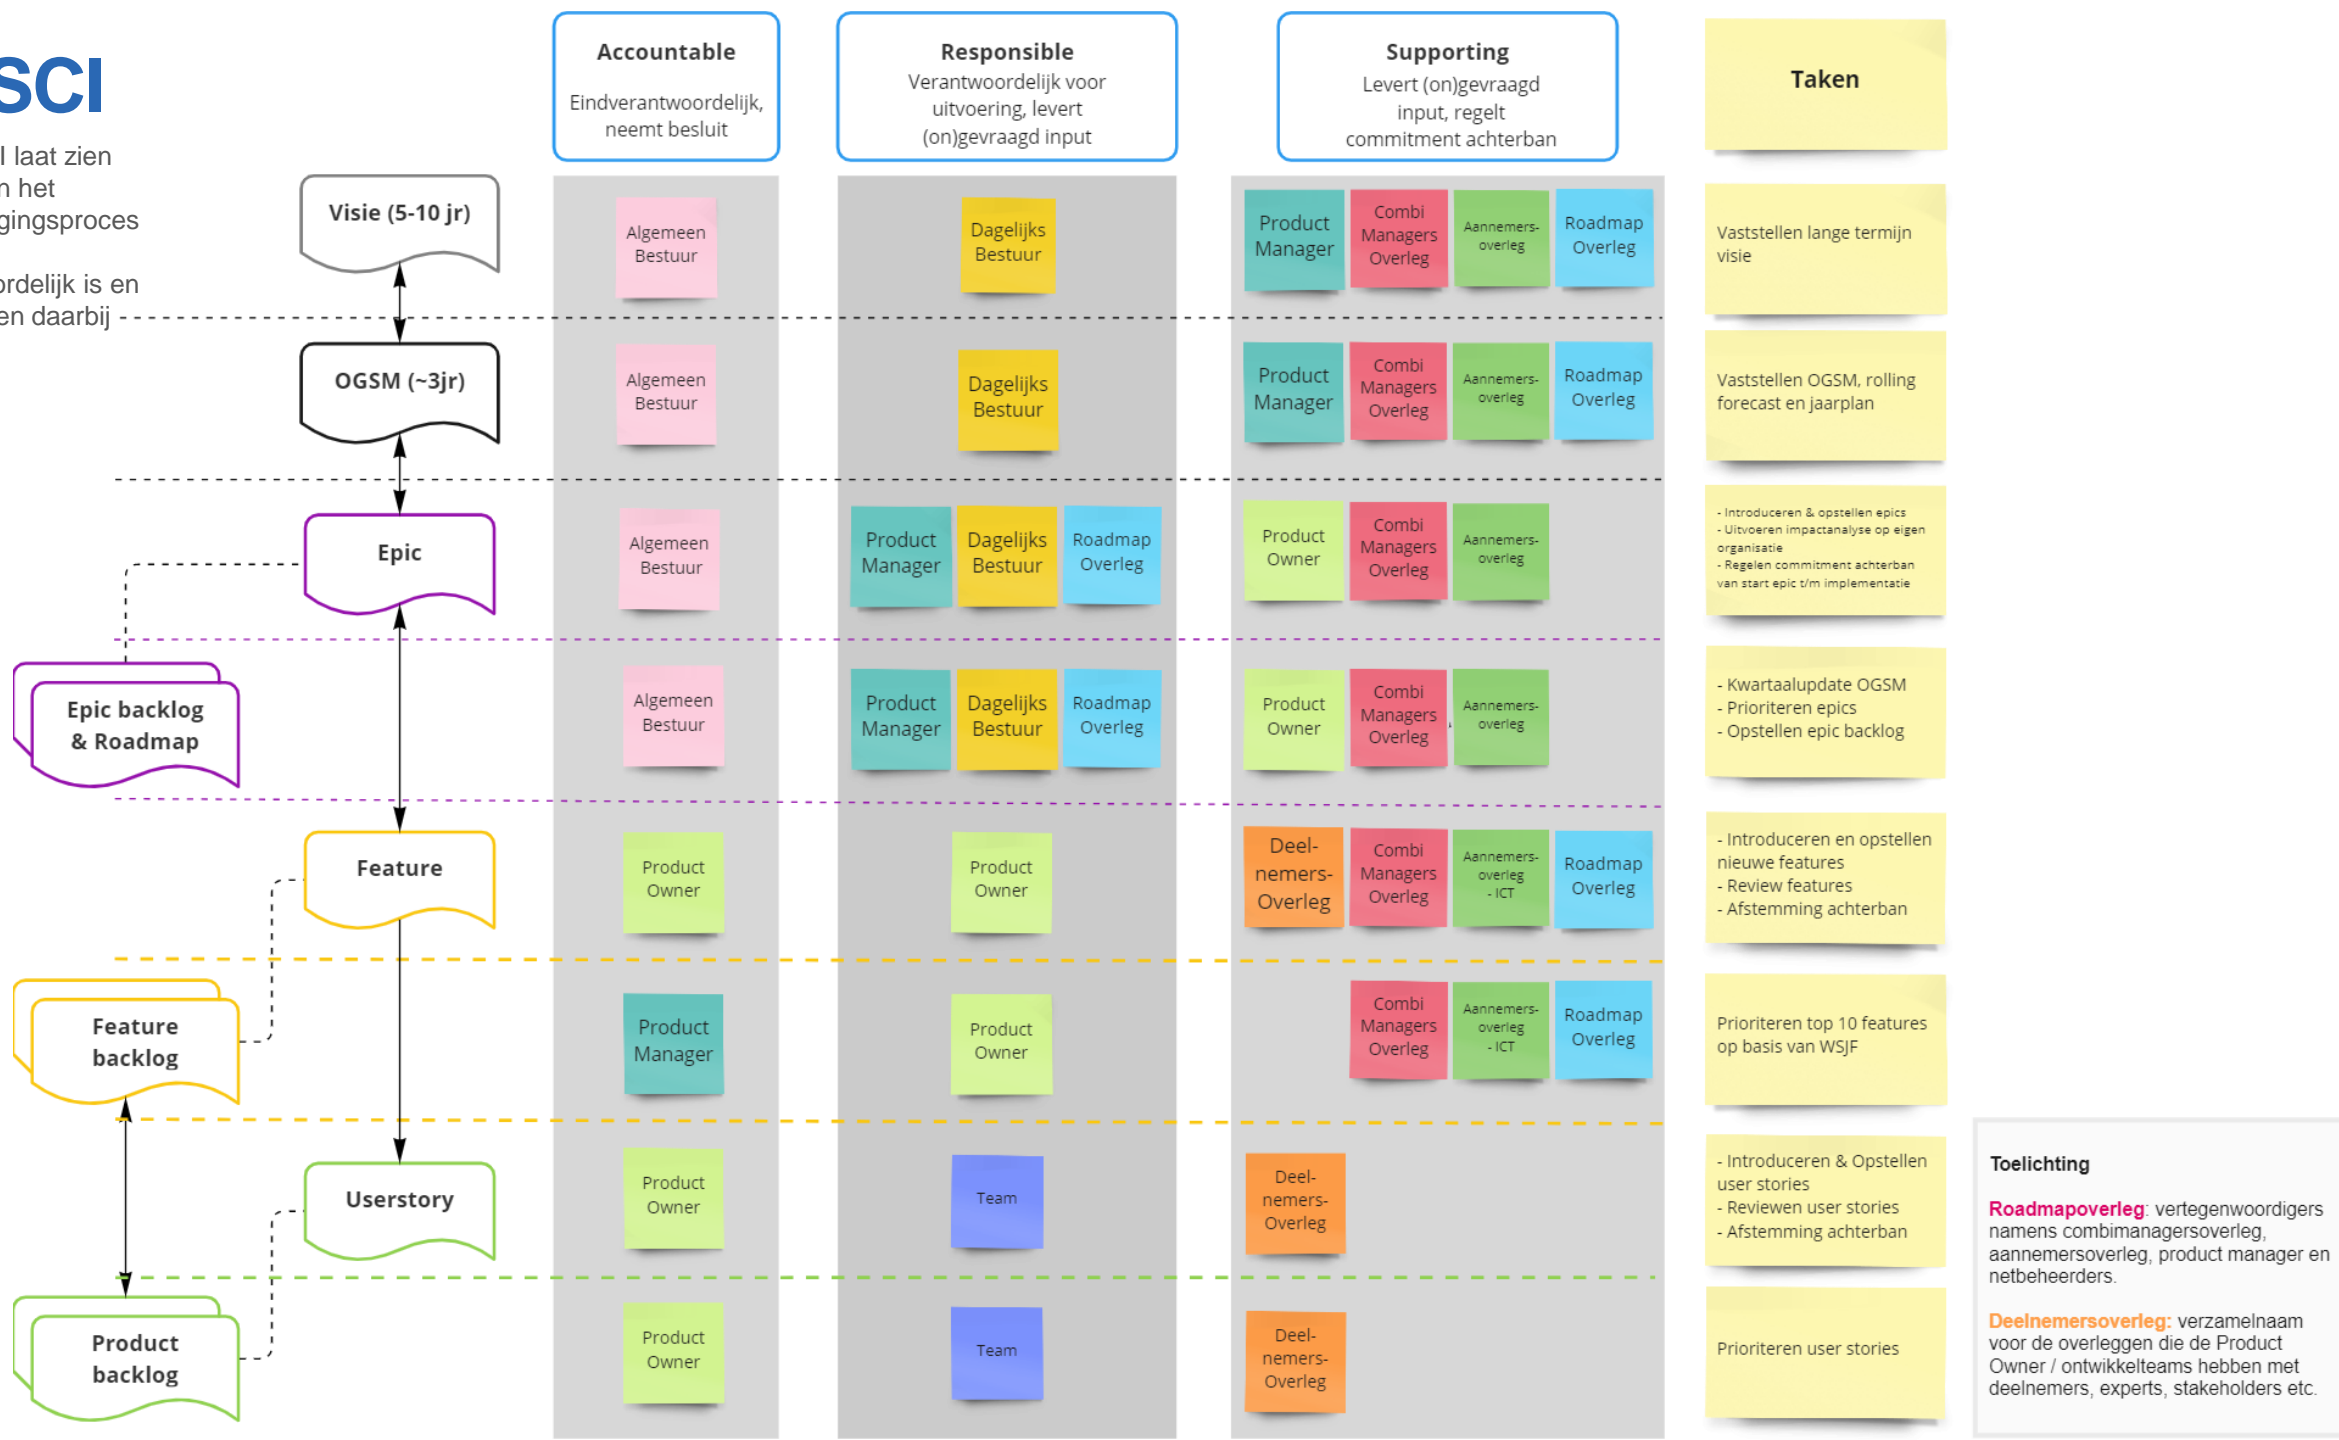 SCI
I laat zien
n het
gingsproces
ordelijk is en
en daarbij
Accountable
Eindverantwoordelijk,
neemt besluit
Responsible
Verantwoordelijk voor
uitvoering, levert
(on)gevraagd input
Supporting
Levert (on)gevraagd
input, regelt
commitment achterban
Taken
Visie (5-10 jr)
Algemeen
Bestuur
Dagelijks
Bestuur
Product
Manager
Combi
Managers
Overleg
Aannemers-
overleg
Roadmap
Overleg
Vaststellen lange termijn
visie
OGSM (~3jr)
Algemeen
Bestuur
Dagelijks
Bestuur
Product
Manager
Combi
Managers
Overleg
Aannemers-
overleg
Roadmap
Overleg
Vaststellen OGSM, rolling
forecast en jaarplan
Epic
Algemeen
Bestuur
Product
Manager
Dagelijks
Bestuur
Roadmap
Overleg
Product
Owner
Combi
Managers
Overleg
Aannemers-
overleg
- Introduceren & opstellen epics
- Uitvoeren impactanalyse op eigen
organisatie
- Regelen commitment achterban
van start epic t/m implementatie
Epic backlog
& Roadmap
Algemeen
Bestuur
Product
Manager
Dagelijks
Bestuur
Roadmap
Overleg
Product
Owner
Combi
Managers
Overleg
Aannemers-
overleg
- Kwartaalupdate OGSM
- Prioriteren epics
- Opstellen epic backlog
Feature
Product
Owner
Product
Owner
Deel-
nemers-
Overleg
Combi
Managers
Overleg
Aannemers-
overleg
- ICT
Roadmap
Overleg
- Introduceren en opstellen
nieuwe features
- Review features
- Afstemming achterban
Feature
backlog
Product
Manager
Product
Owner
Combi
Managers
Overleg
Aannemers-
overleg
- ICT
Roadmap
Overleg
Prioriteren top 10 features
op basis van WSJF
Userstory
Product
Owner
Team
Deel-
nemers-
Overleg
- Introduceren & Opstellen
user stories
- Reviewen user stories
- Afstemming achterban
Product
backlog
Product
Owner
Team
Deel-
nemers-
Overleg
Prioriteren user stories
Toelichting
Roadmapoverleg: vertegenwoordigers
namens combimanagersoverleg,
aannemersoverleg, product manager en
netbeheerders.
Deelnemersoverleg: verzamelnaam
voor de overleggen die de Product
Owner / ontwikkelteams hebben met
deelnemers, experts, stakeholders etc.